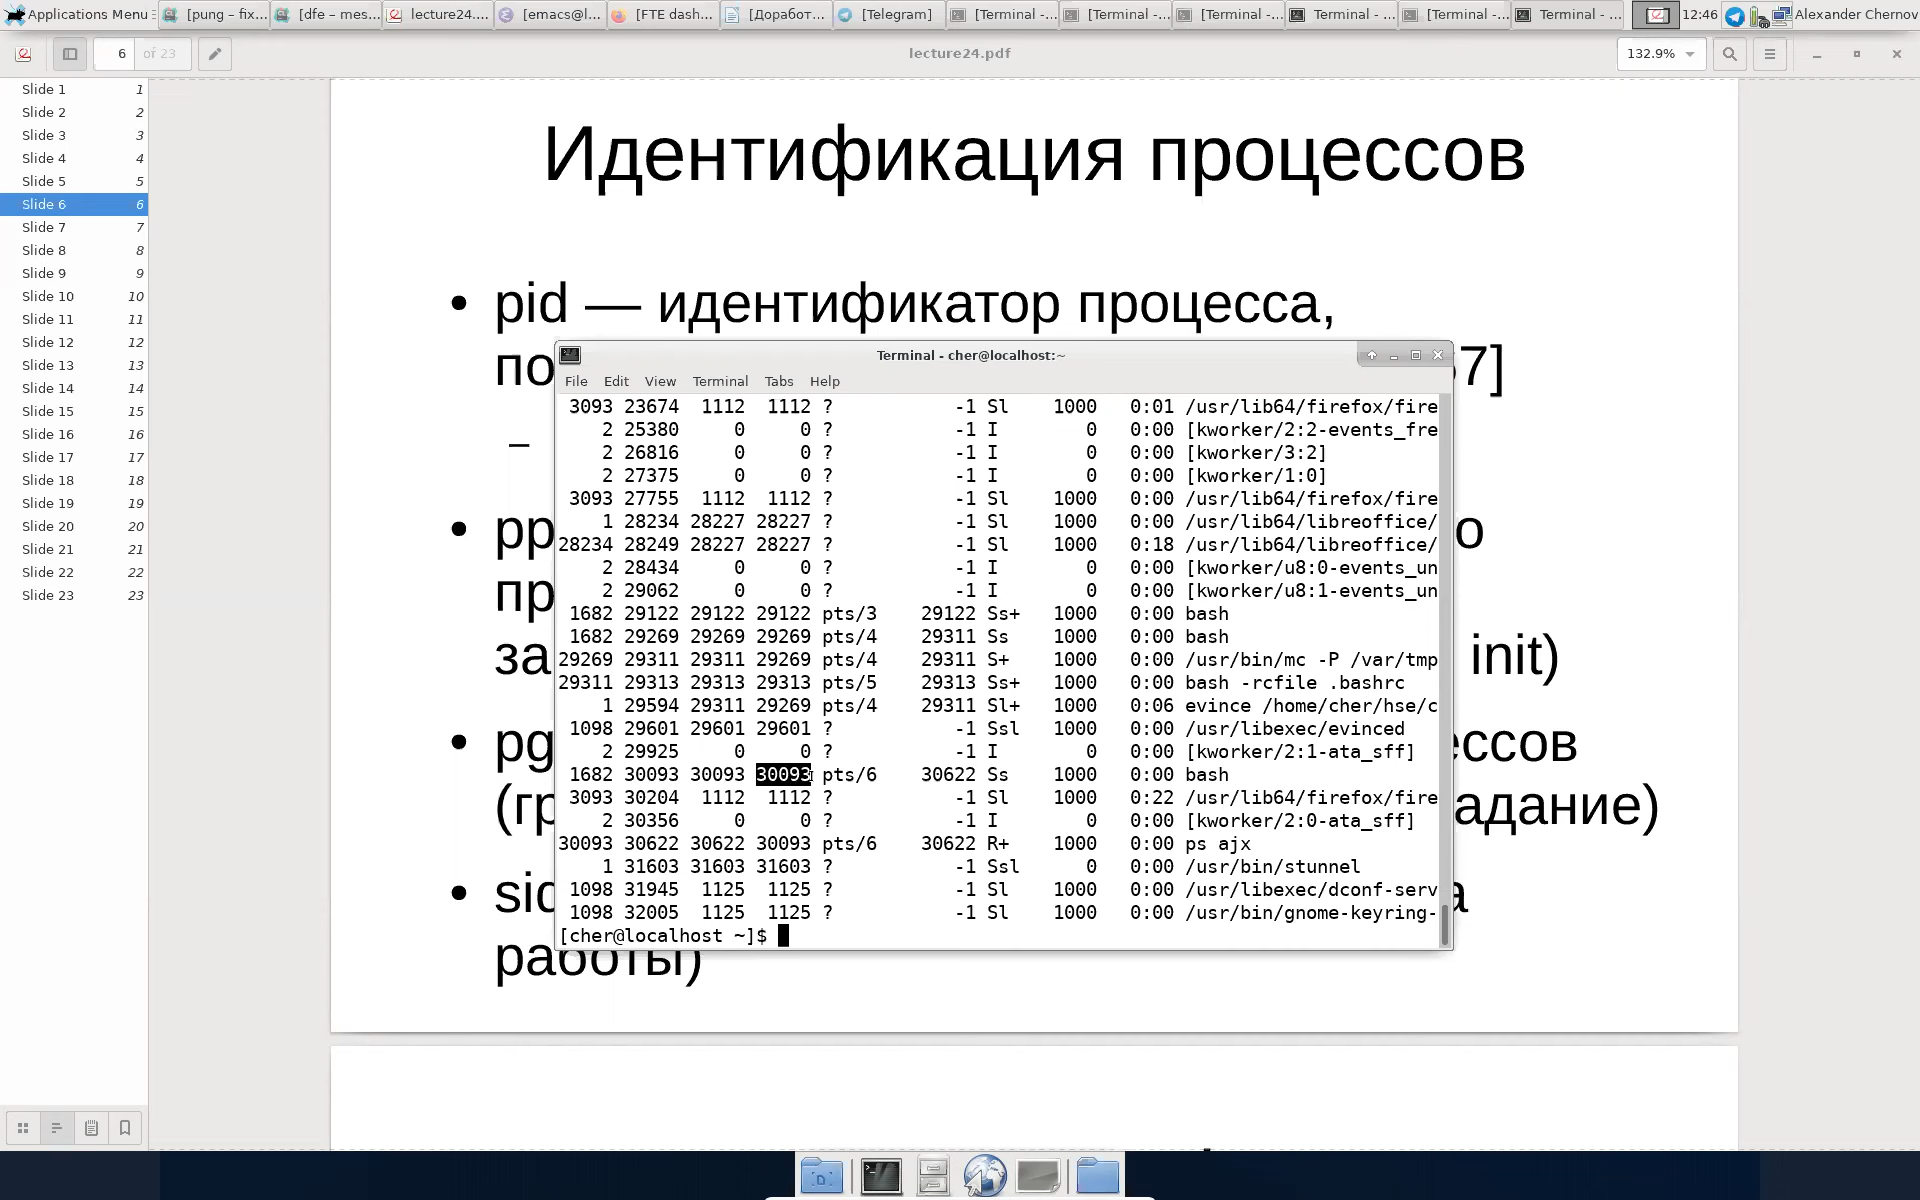 Applications Menu
[pung – fix...
[dfe – mes...
lecture24....
[emacs@l...
[FTE dash...
[Доработ...
[Telegram]
[Terminal -...
[Terminal -...
[Terminal -...
Terminal - ...
[Terminal -...
Terminal - ...
12:46
Alexander Chernov
6 of 23
lecture24.pdf
132.9%
Slide 1 1
Slide 2 2
Slide 3 3
Slide 4 4
Slide 5 5
Slide 6 6
Slide 7 7
Slide 8 8
Slide 9 9
Slide 10 10
Slide 11 11
Slide 12 12
Slide 13 13
Slide 14 14
Slide 15 15
Slide 16 16
Slide 17 17
Slide 18 18
Slide 19 19
Slide 20 20
Slide 21 21
Slide 22 22
Slide 23 23
Идентификация процессов
• pid — идентификатор процесса,
по 7]
–
• pp о
пр
за init)
• pg ессов
(гр адание)
• sid а
работы)
Terminal - cher@localhost:~
File Edit View Terminal Tabs Help
3093 23674 1112 1112 ? -1 Sl 1000 0:01 /usr/lib64/firefox/fire
2 25380 0 0 ? -1 I 0 0:00 [kworker/2:2-events_fre
2 26816 0 0 ? -1 I 0 0:00 [kworker/3:2]
2 27375 0 0 ? -1 I 0 0:00 [kworker/1:0]
3093 27755 1112 1112 ? -1 Sl 1000 0:00 /usr/lib64/firefox/fire
1 28234 28227 28227 ? -1 Sl 1000 0:00 /usr/lib64/libreoffice/
28234 28249 28227 28227 ? -1 Sl 1000 0:18 /usr/lib64/libreoffice/
2 28434 0 0 ? -1 I 0 0:00 [kworker/u8:0-events_un
2 29062 0 0 ? -1 I 0 0:00 [kworker/u8:1-events_un
1682 29122 29122 29122 pts/3 29122 Ss+ 1000 0:00 bash
1682 29269 29269 29269 pts/4 29311 Ss 1000 0:00 bash
29269 29311 29311 29269 pts/4 29311 S+ 1000 0:00 /usr/bin/mc -P /var/tmp
29311 29313 29313 29313 pts/5 29313 Ss+ 1000 0:00 bash -rcfile .bashrc
1 29594 29311 29269 pts/4 29311 Sl+ 1000 0:06 evince /home/cher/hse/c
1098 29601 29601 29601 ? -1 Ssl 1000 0:00 /usr/libexec/evinced
2 29925 0 0 ? -1 I 0 0:00 [kworker/2:1-ata_sff]
1682 30093 30093 30093 pts/6 30622 Ss 1000 0:00 bash
3093 30204 1112 1112 ? -1 Sl 1000 0:22 /usr/lib64/firefox/fire
2 30356 0 0 ? -1 I 0 0:00 [kworker/2:0-ata_sff]
30093 30622 30622 30093 pts/6 30622 R+ 1000 0:00 ps ajx
1 31603 31603 31603 ? -1 Ssl 0 0:00 /usr/bin/stunnel
1098 31945 1125 1125 ? -1 Sl 1000 0:00 /usr/libexec/dconf-serv
1098 32005 1125 1125 ? -1 Sl 1000 0:00 /usr/bin/gnome-keyring-
[cher@localhost ~]$